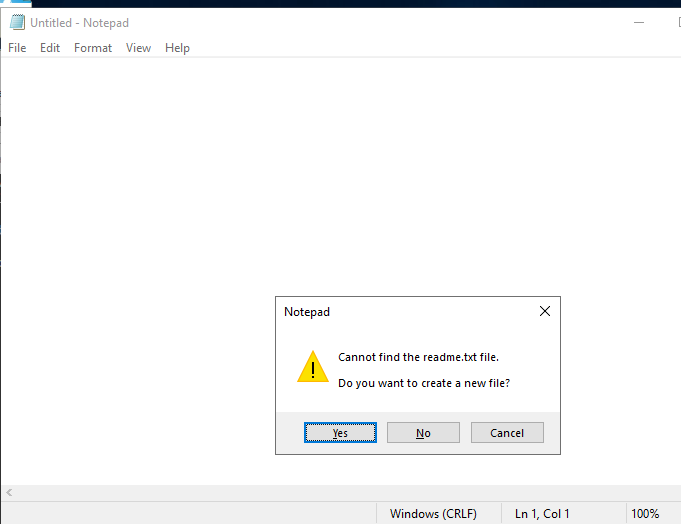 Untitled - Notepad
File Edit Format View Help
Notepad
Cannot find the readme.txt file.
Do you want to create a new file?
Yes No Cancel
Windows (CRLF) Ln 1, Col 1 100%